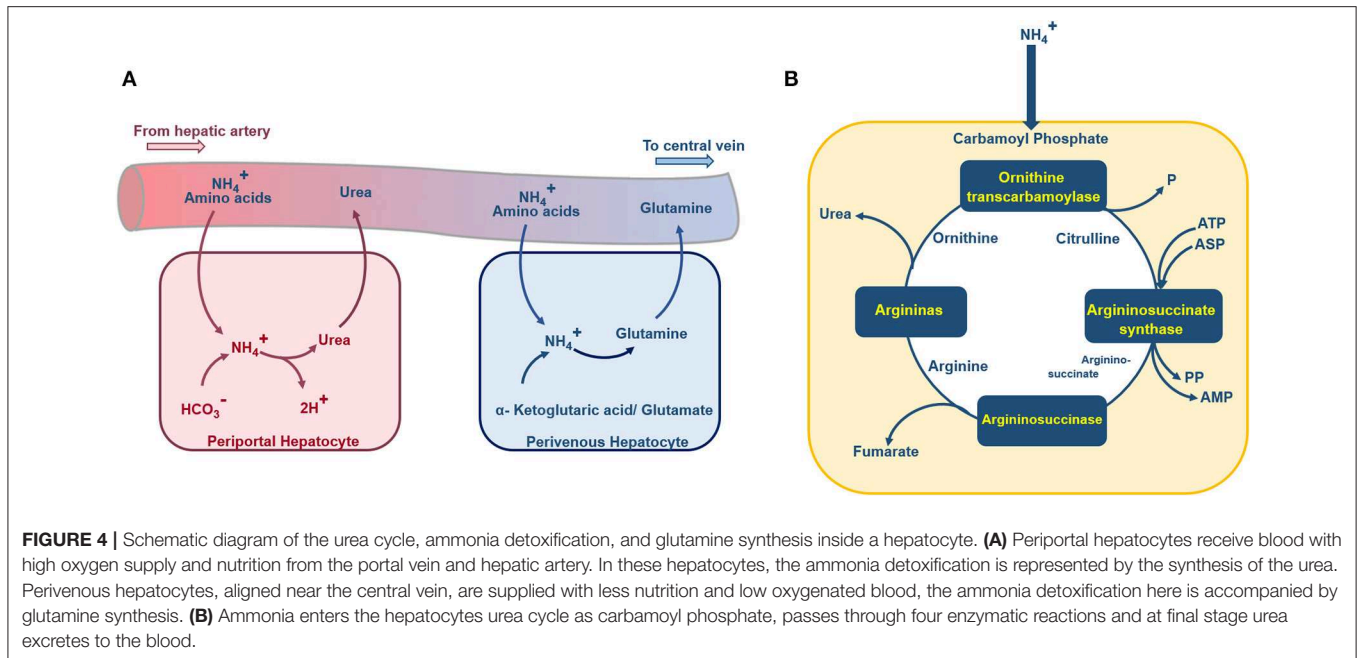 A
From hepatic artery
To central vein
NH₄⁺
Amino acids
Urea
NH₄⁺
Amino acids
Glutamine
NH₄⁺
Urea
HCO₃⁻
2H⁺
Periportal Hepatocyte
NH₄⁺
Glutamine
α- Ketoglutaric acid/ Glutamate
Perivenous Hepatocyte
B
NH₄⁺
Carbamoyl Phosphate
Ornithine
transcarbamoylase
P
Urea
Ornithine
Citrulline
ATP
ASP
Argininas
Argininosuccinate
synthase
Arginine
Arginino-
succinate
PP
AMP
Argininosuccinase
Fumarate
FIGURE 4 | Schematic diagram of the urea cycle, ammonia detoxification, and glutamine synthesis inside a hepatocyte. (A) Periportal hepatocytes receive blood with
high oxygen supply and nutrition from the portal vein and hepatic artery. In these hepatocytes, the ammonia detoxification is represented by the synthesis of the urea.
Perivenous hepatocytes, aligned near the central vein, are supplied with less nutrition and low oxygenated blood, the ammonia detoxification here is accompanied by
glutamine synthesis. (B) Ammonia enters the hepatocytes urea cycle as carbamoyl phosphate, passes through four enzymatic reactions and at final stage urea
excretes to the blood.